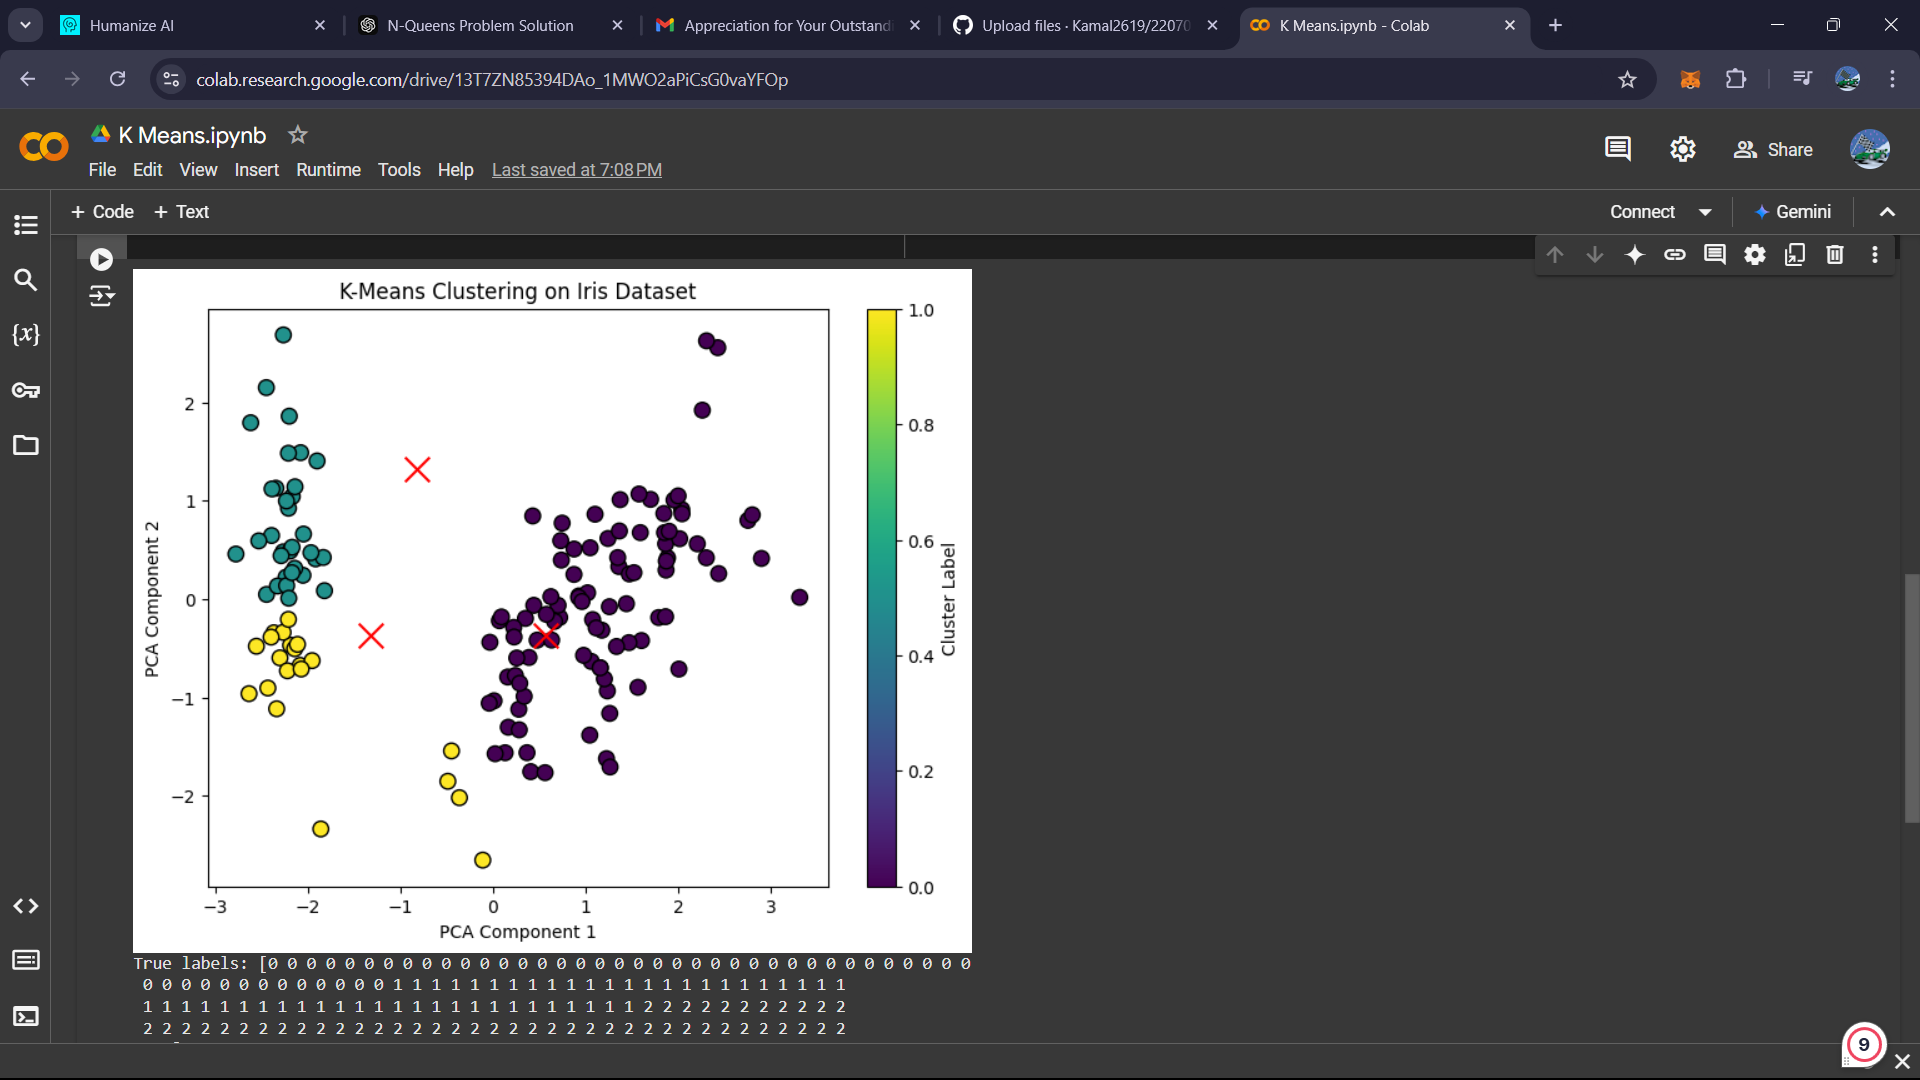 Humanize AI
N-Queens Problem Solution
Appreciation for Your Outstandi
Upload files · Kamal2619/22070
K Means.ipynb - Colab
colab.research.google.com/drive/13T7ZN85394DAo_1MWO2aPiCsG0vaYFOp
K Means.ipynb
Share
File Edit View Insert Runtime Tools Help Last saved at 7:08 PM
+ Code + Text
Connect
Gemini
{x}
K-Means Clustering on Iris Dataset
1.0
0.8
0.6
0.4
0.2
0.0
Cluster Label
2
1
0
−1
−2
PCA Component 2
−3 −2 −1 0 1 2 3
PCA Component 1
True labels: [0 0 0 0 0 0 0 0 0 0 0 0 0 0 0 0 0 0 0 0 0 0 0 0 0 0 0 0 0 0 0 0 0 0 0 0 0
0 0 0 0 0 0 0 0 0 0 0 0 0 1 1 1 1 1 1 1 1 1 1 1 1 1 1 1 1 1 1 1 1 1 1 1 1
1 1 1 1 1 1 1 1 1 1 1 1 1 1 1 1 1 1 1 1 1 1 1 1 1 1 2 2 2 2 2 2 2 2 2 2 2
2 2 2 2 2 2 2 2 2 2 2 2 2 2 2 2 2 2 2 2 2 2 2 2 2 2 2 2 2 2 2 2 2 2 2 2 2
9